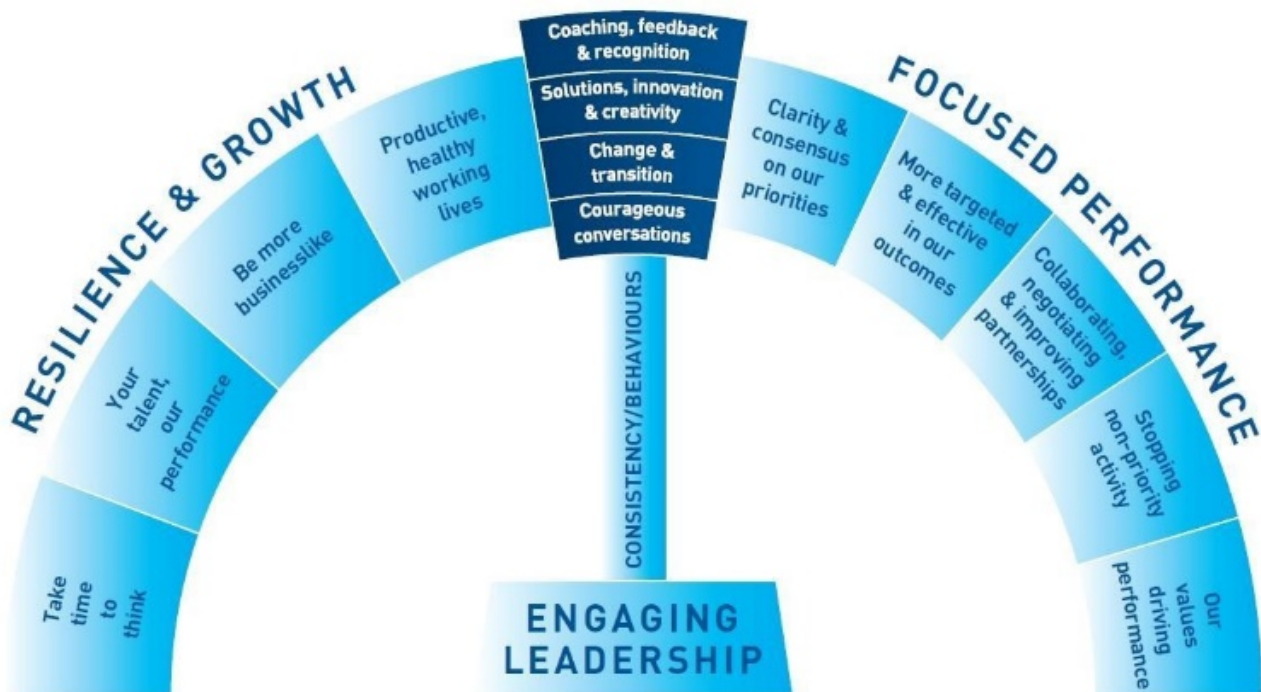 RESILIENCE & GROWTH
Take
time
to
think
Your
talent,
our
performance
Be more
businesslike
Productive,
healthy
working
lives
Coaching, feedback
& recognition
Solutions, innovation
& creativity
Change &
transition
Courageous
conversations
FOCUSED PERFORMANCE
Clarity &
consensus
on our
priorities
More targeted
& effective
in our
outcomes
Collaborating,
negotiating
& improving
partnerships
Stopping
non-priority
activity
Our
values
driving
performance
CONSISTENCY/BEHAVIOURS
ENGAGING
LEADERSHIP